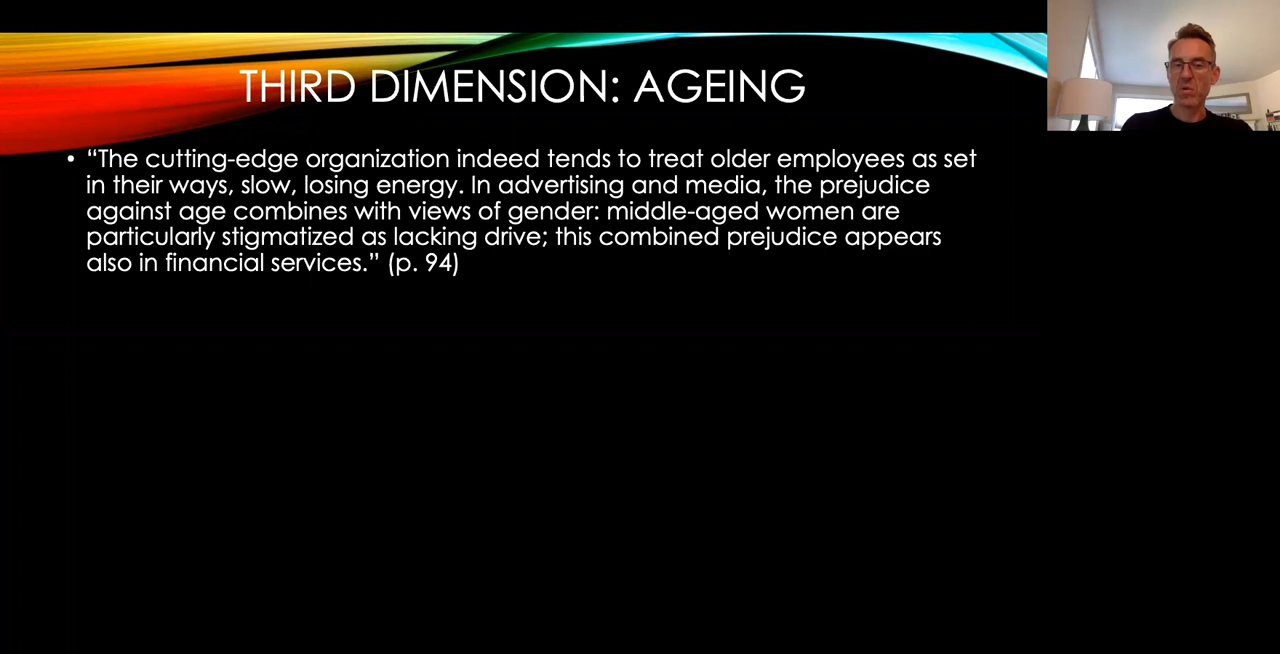 THIRD DIMENSION: AGEING
• “The cutting-edge organization indeed tends to treat older employees as set
in their ways, slow, losing energy. In advertising and media, the prejudice
against age combines with views of gender: middle-aged women are
particularly stigmatized as lacking drive; this combined prejudice appears
also in financial services.” (p. 94)